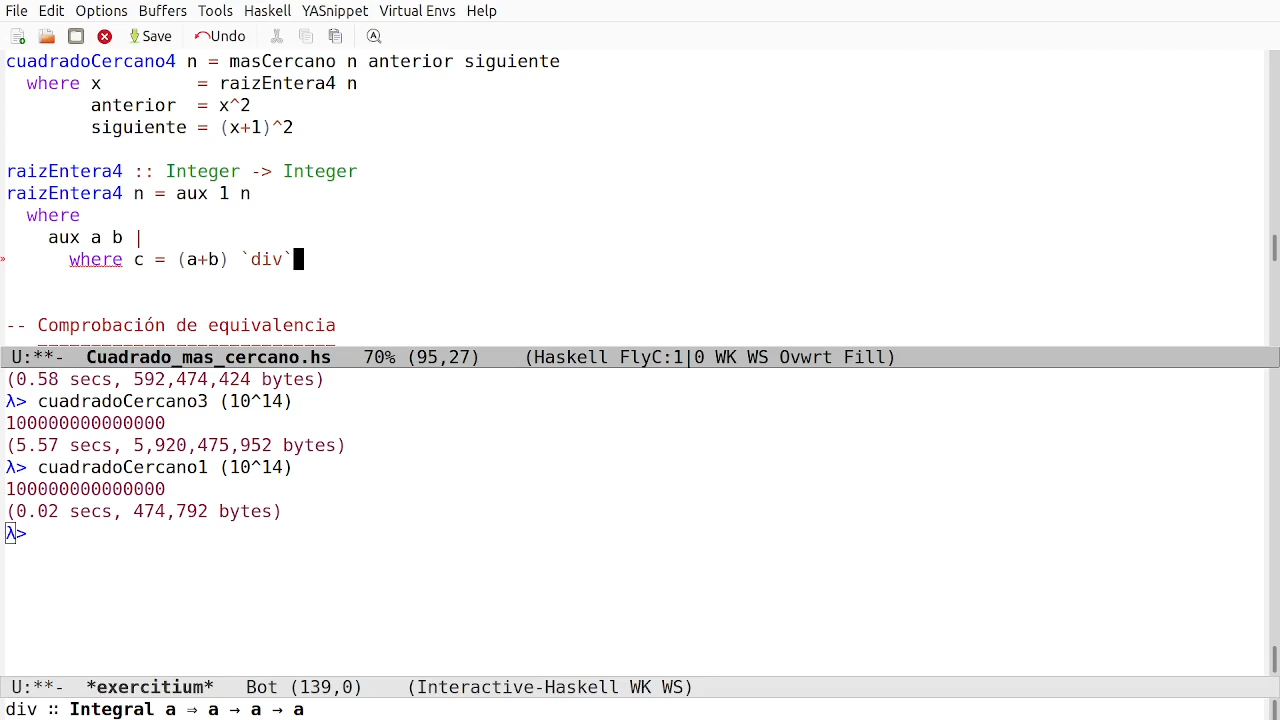 File Edit Options Buffers Tools Haskell YASnippet Virtual Envs Help
Save Undo
cuadradoCercano4 n = masCercano n anterior siguiente
  where x         = raizEntera4 n
        anterior  = x^2
        siguiente = (x+1)^2
raizEntera4 :: Integer -> Integer
raizEntera4 n = aux 1 n
  where
    aux a b |
» where c = (a+b) `div`
-- Comprobación de equivalencia
U:**-  Cuadrado_mas_cercano.hs   70% (95,27)    (Haskell FlyC:1|0 WK WS Ovwrt Fill)
(0.58 secs, 592,474,424 bytes)
λ> cuadradoCercano3 (10^14)
100000000000000
(5.57 secs, 5,920,475,952 bytes)
λ> cuadradoCercano1 (10^14)
100000000000000
(0.02 secs, 474,792 bytes)
λ>
U:**-  *exercitium*   Bot (139,0)    (Interactive-Haskell WK WS)
div ∷ Integral a ⇒ a → a → a